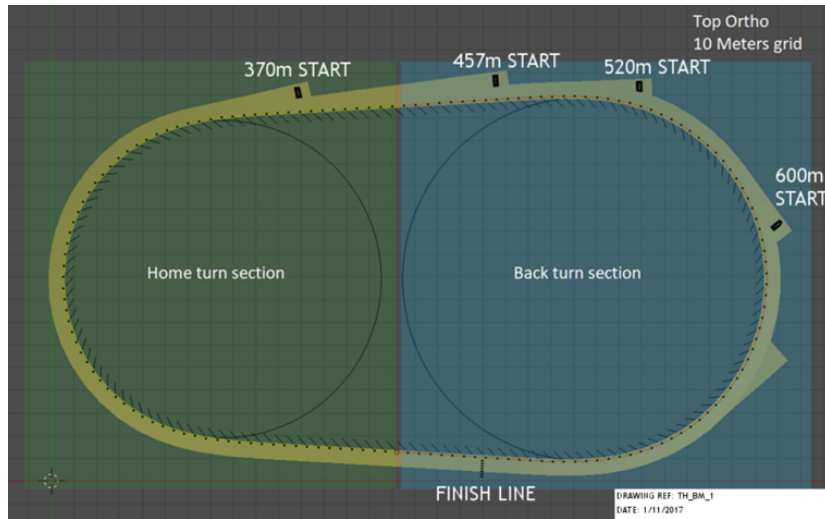 Top Ortho
10 Meters grid
370m START
457m START
520m START
600m
START
Home turn section
Back turn section
FINISH LINE
DRAWING REF: TH_BM_1
DATE: 1/11/2017